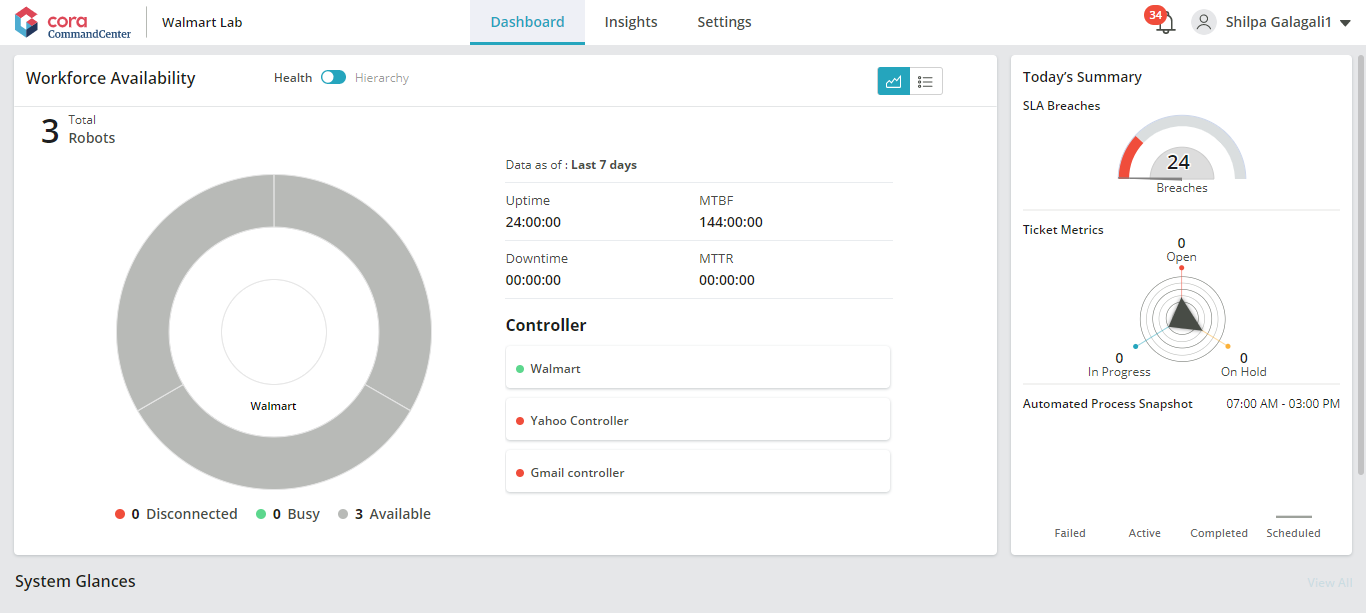 cora
CommandCenter
Walmart Lab
Dashboard
Insights
Settings
34
Shilpa Galagali1
Workforce Availability
Health
Hierarchy
3
Total
Robots
Walmart
0 Disconnected
0 Busy
3 Available
Data as of : Last 7 days
Uptime
24:00:00
MTBF
144:00:00
Downtime
00:00:00
MTTR
00:00:00
Controller
Walmart
Yahoo Controller
Gmail controller
Today's Summary
SLA Breaches
24
Breaches
Ticket Metrics
0
Open
0
In Progress
0
On Hold
Automated Process Snapshot
07:00 AM - 03:00 PM
Failed
Active
Completed
Scheduled
System Glances
View All